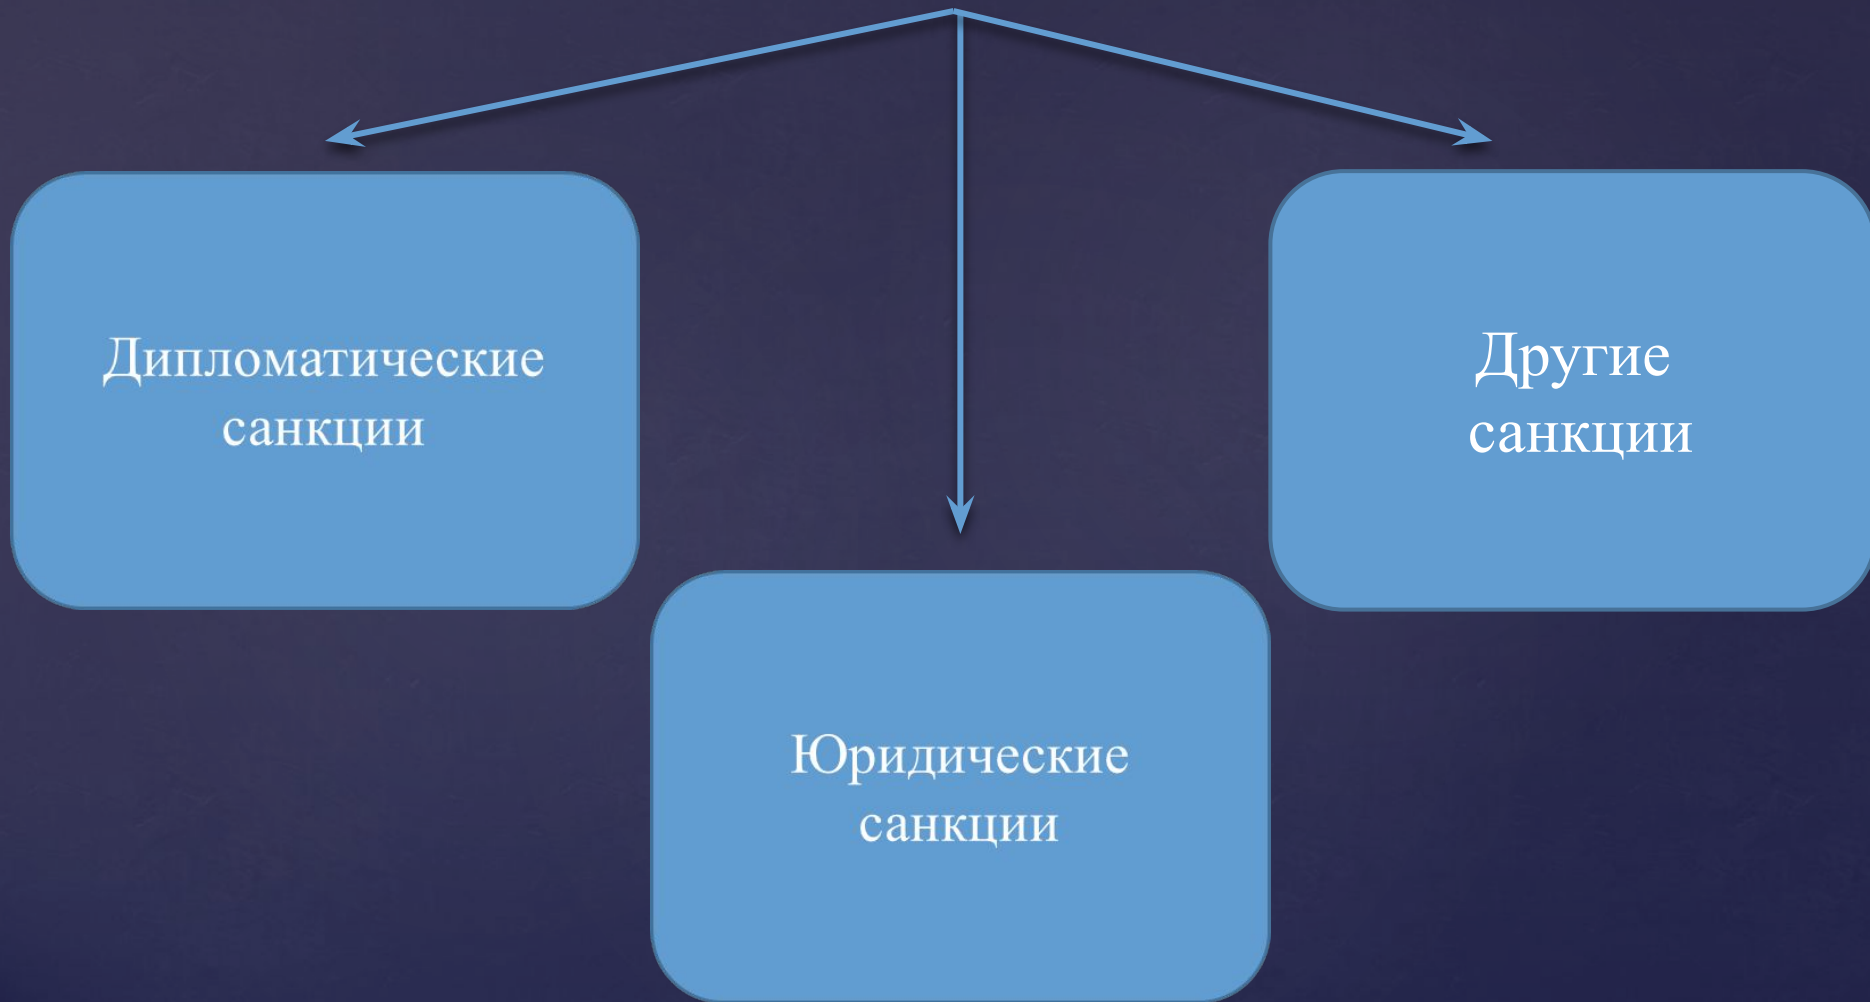 Дипломатические
санкции
Другие
санкции
Юридические
санкции